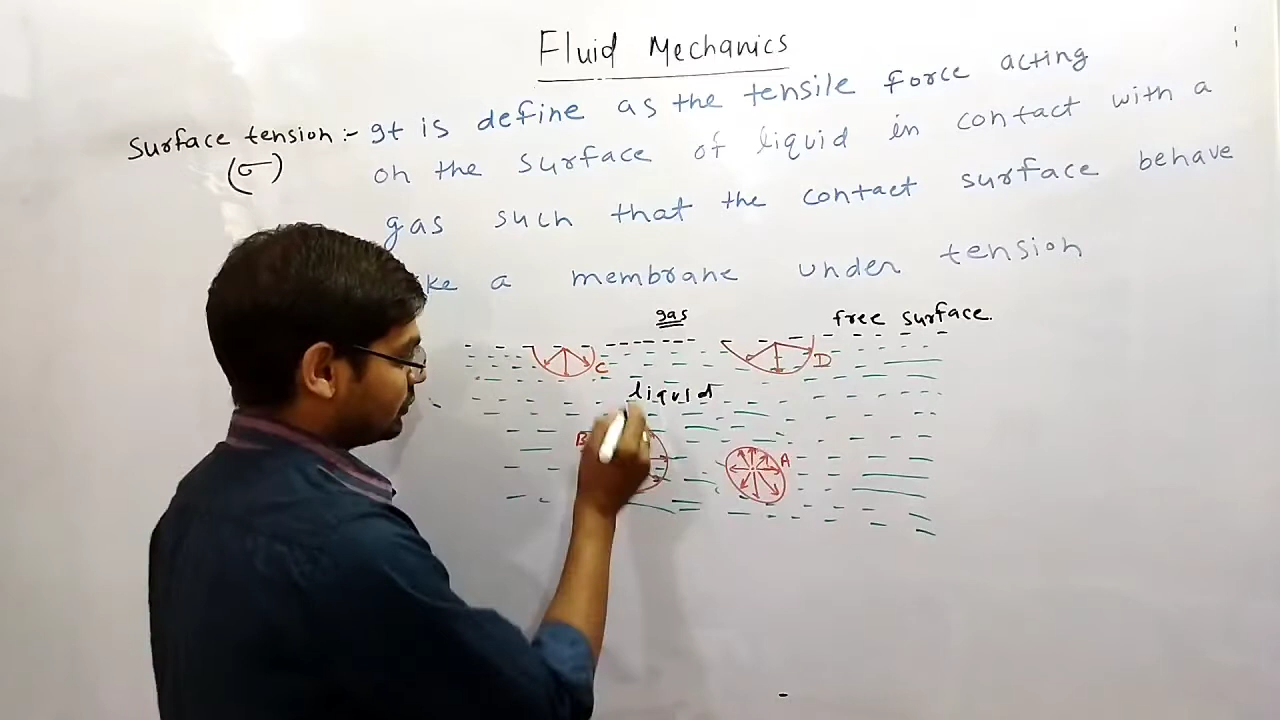 Fluid Mechanics
Surface tension :- It is define as the tensile force acting
(σ)
on the surface of liquid in contact with a
gas such that the contact surface behave
ke a membrane under tension
gas free surface.
C D
liquid
B A